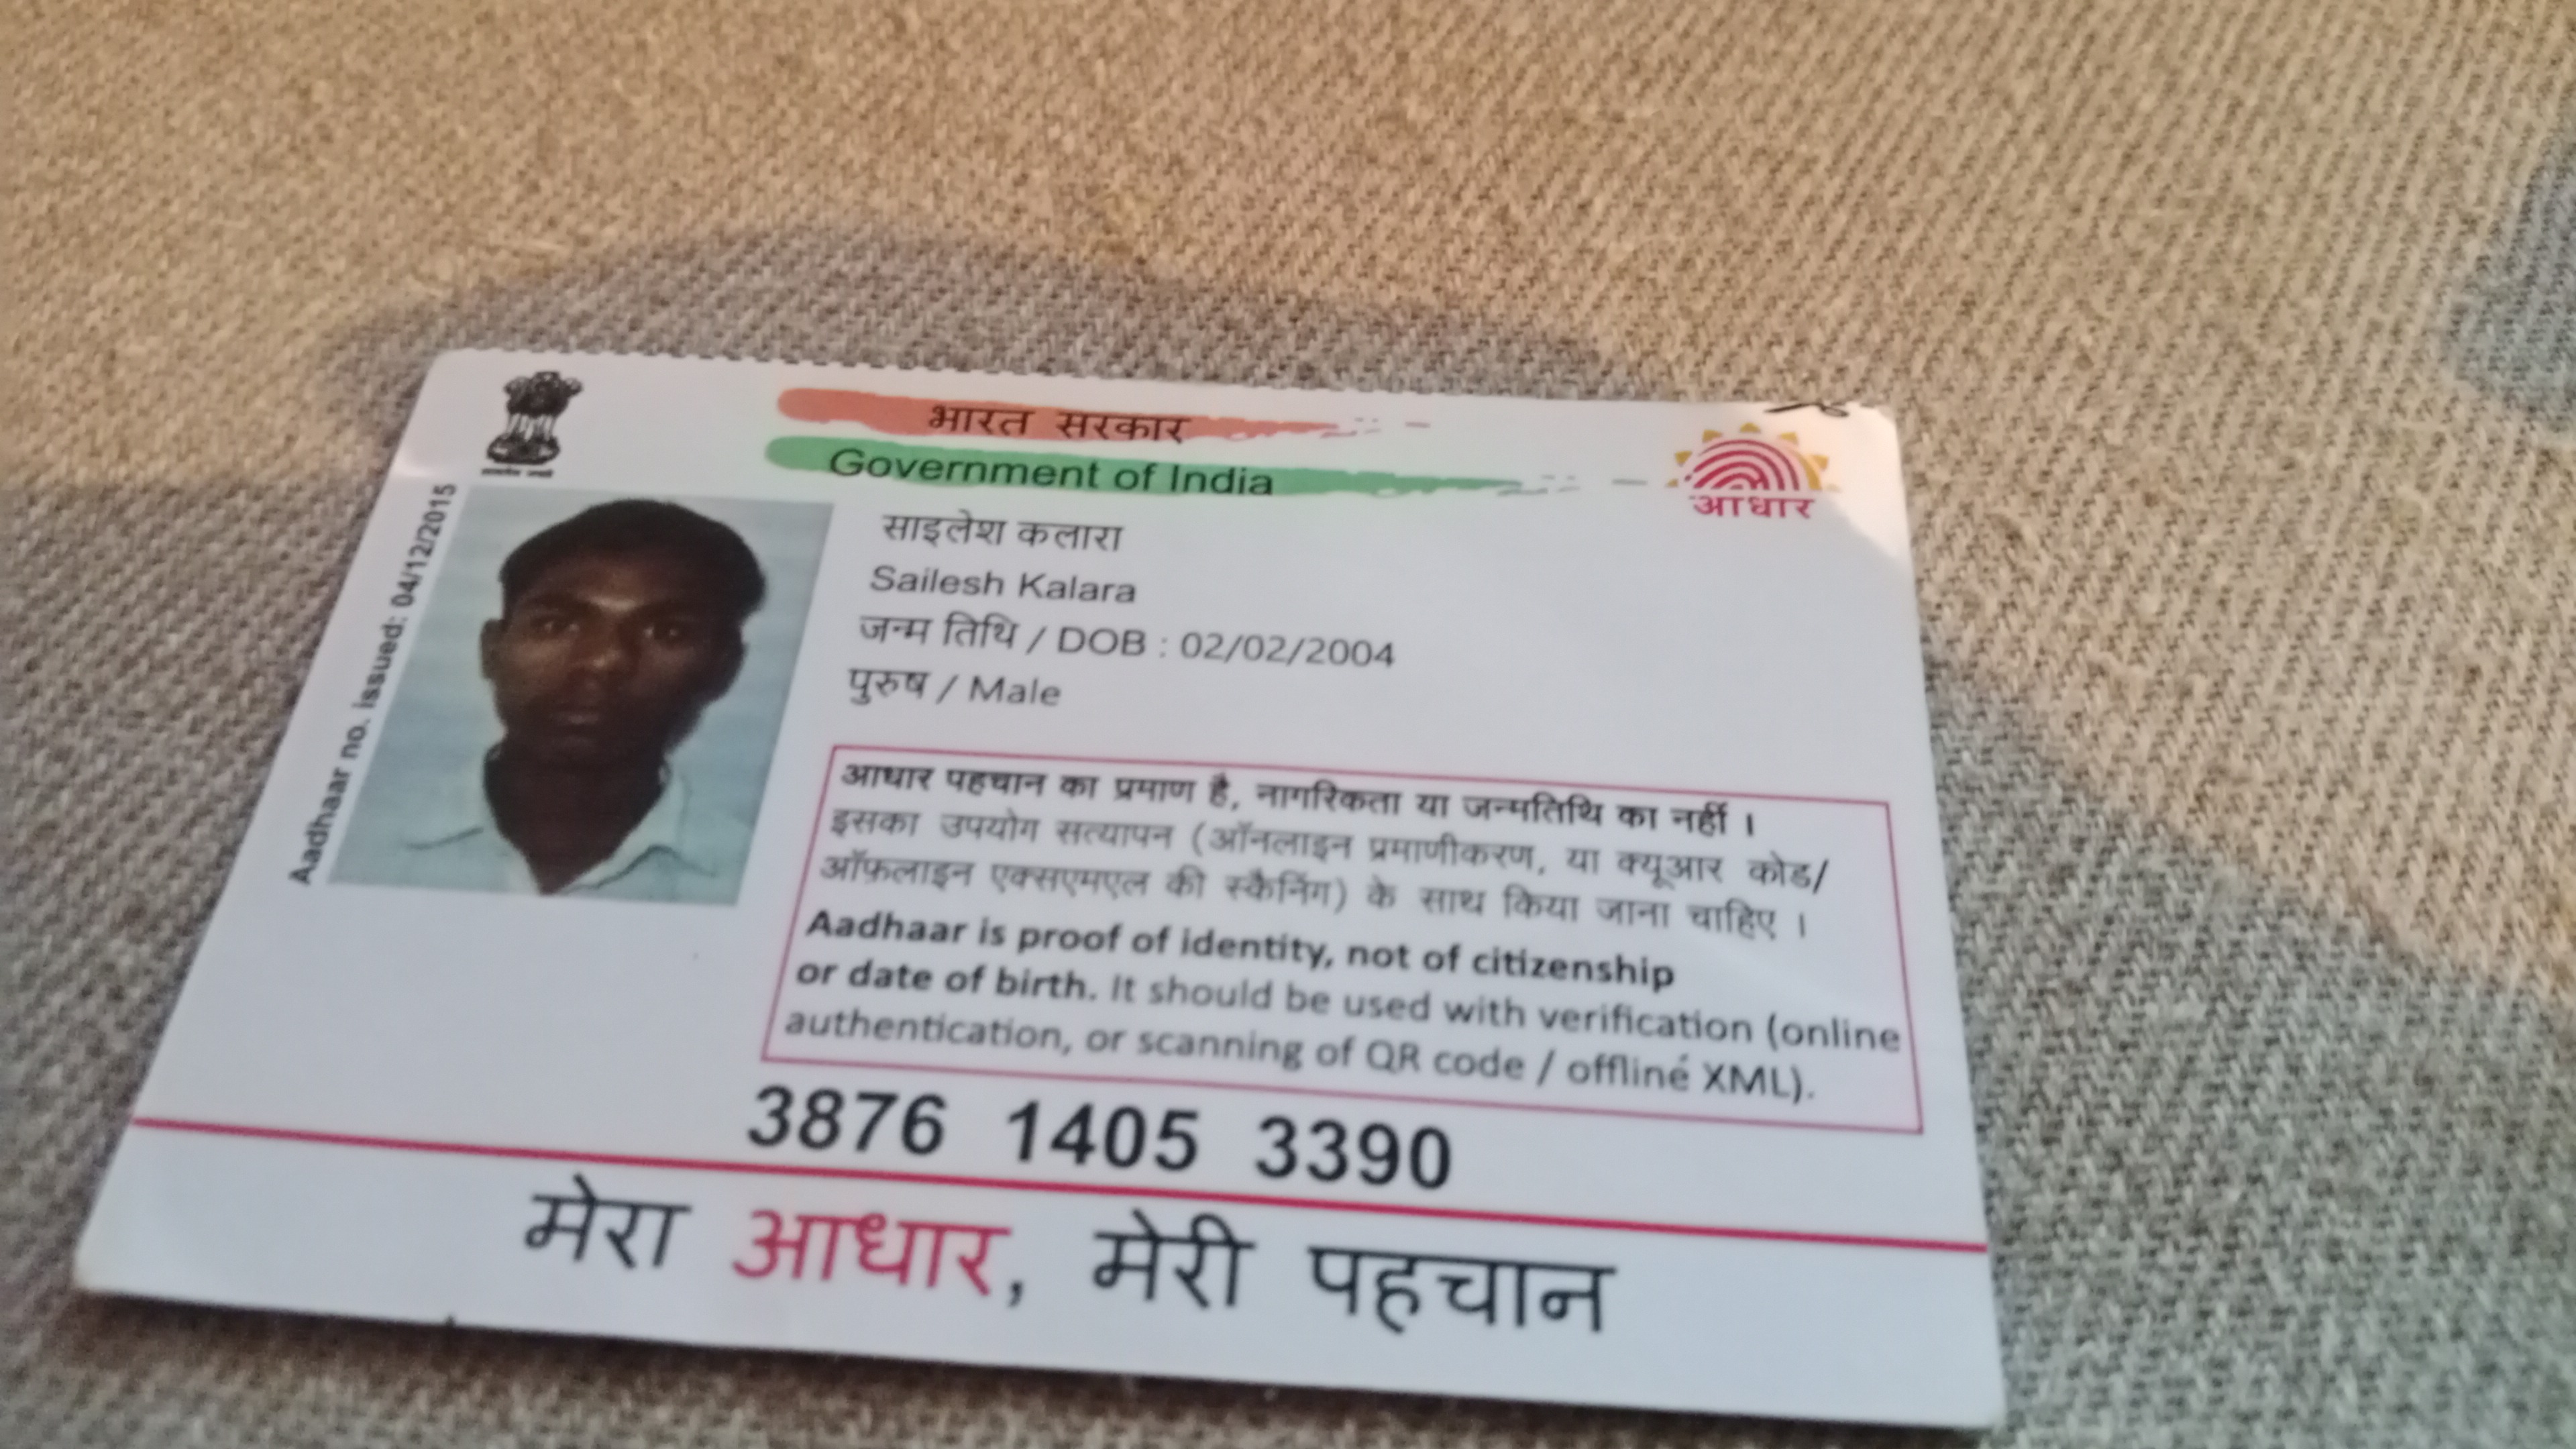 भारत सरकार
Government of India
आधार
Aadhaar no. issued: 04/12/2015
साइलेश कलारा
Sailesh Kalara
जन्म तिथि / DOB : 02/02/2004
पुरुष / Male
आधार पहचान का प्रमाण है, नागरिकता या जन्मतिथि का नहीं ।
इसका उपयोग सत्यापन (ऑनलाइन प्रमाणीकरण, या क्यूआर कोड/
ऑफ़लाइन एक्सएमएल की स्कैनिंग) के साथ किया जाना चाहिए ।
Aadhaar is proof of identity, not of citizenship
or date of birth. It should be used with verification (online
authentication, or scanning of QR code / offline XML).
3876 1405 3390
मेरा आधार, मेरी पहचान